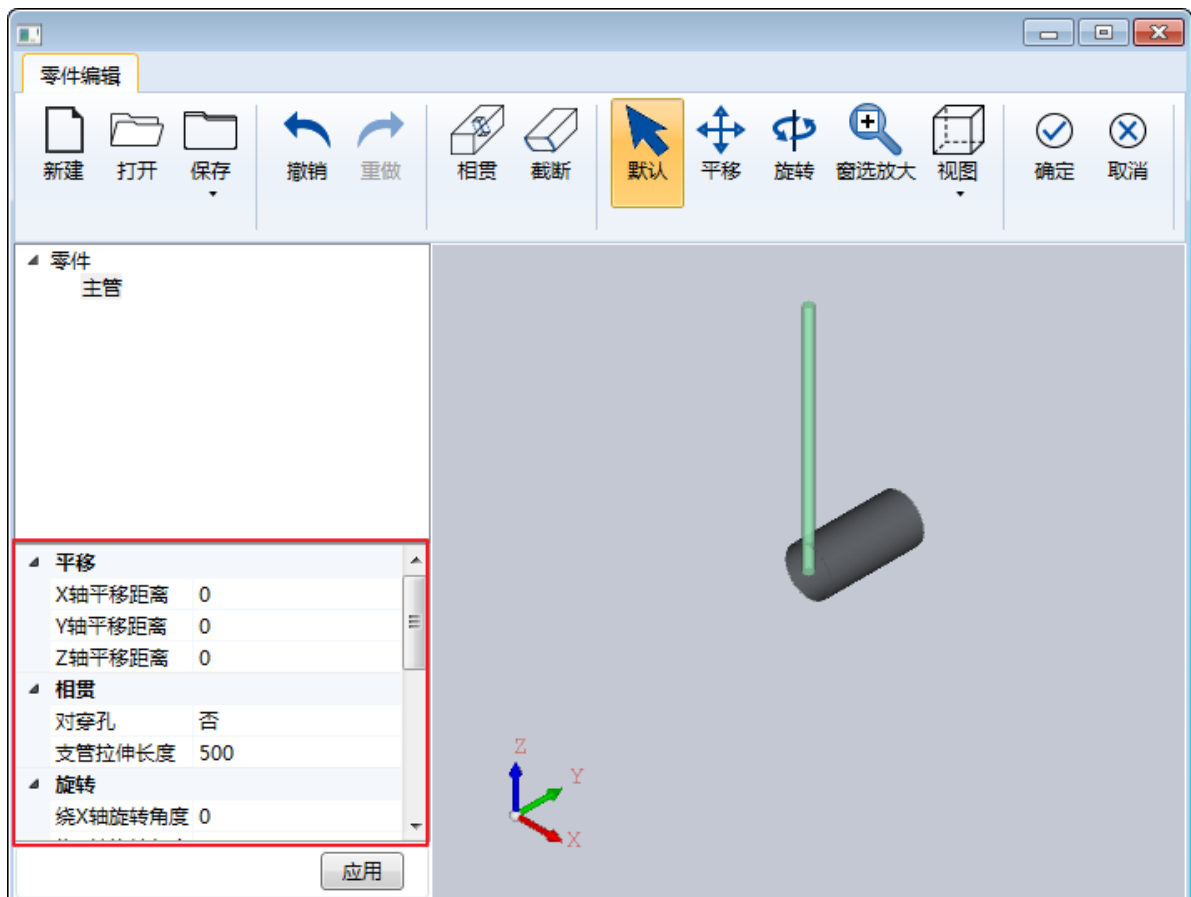 零件编辑
新建 打开 保存 撤销 重做 相贯 截断 默认 平移 旋转 窗选放大 视图 确定 取消
零件
主管
平移
X轴平移距离 0
Y轴平移距离 0
Z轴平移距离 0
相贯
对穿孔 否
支管拉伸长度 500
旋转
绕X轴旋转角度 0
应用
Z
Y
X